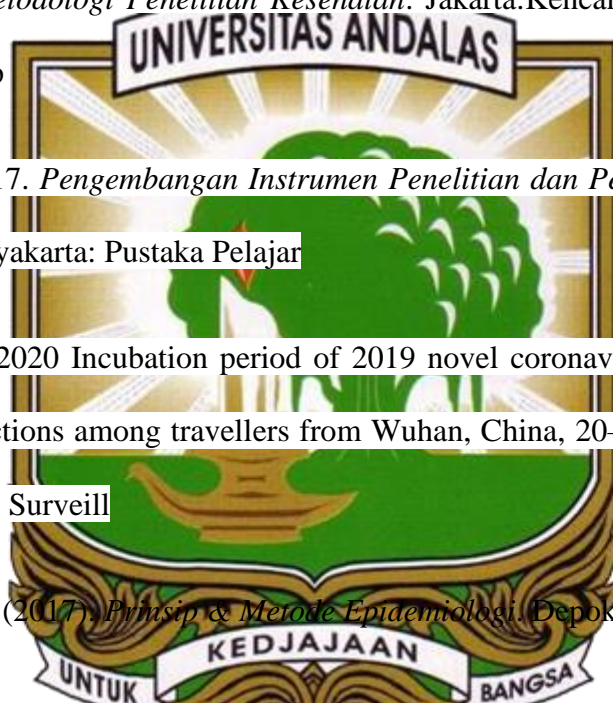 etodologi Penelitian Kesehatan. Jakarta:Kencan
UNIVERSITAS ANDALAS
17. Pengembangan Instrumen Penelitian dan Pe
yakarta: Pustaka Pelajar
2020 Incubation period of 2019 novel coronav
ctions among travellers from Wuhan, China, 20-
Surveill
(2017). Prinsip & Metode Epidemiologi. Depok
KEDJAJAAN
UNTUK BANGSA